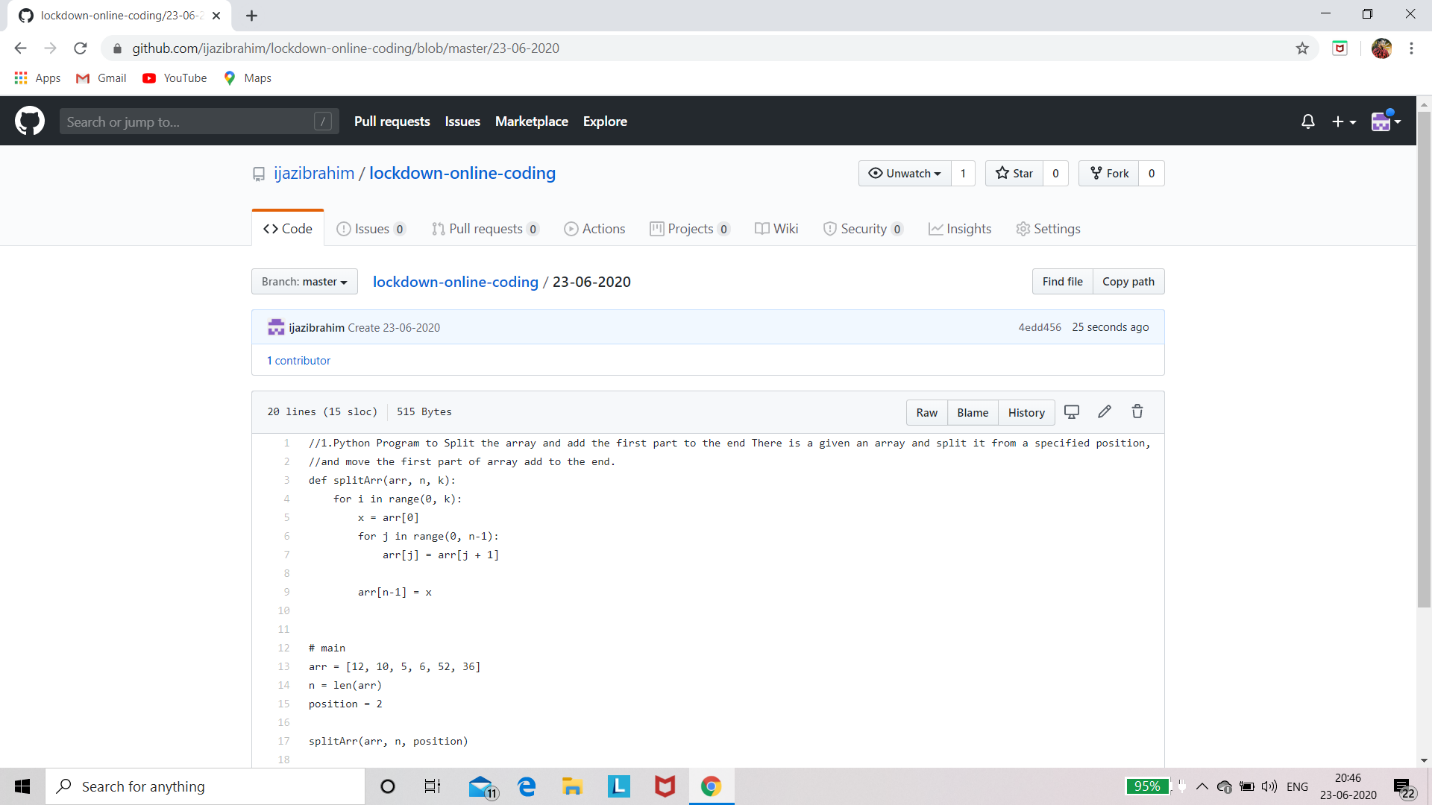 lockdown-online-coding/23-06-2
github.com/ijazibrahim/lockdown-online-coding/blob/master/23-06-2020
Apps Gmail YouTube Maps
Search or jump to... / Pull requests Issues Marketplace Explore
ijazibrahim / lockdown-online-coding Unwatch 1 Star 0 Fork 0
<> Code Issues 0 Pull requests 0 Actions Projects 0 Wiki Security 0 Insights Settings
Branch: master lockdown-online-coding / 23-06-2020 Find file Copy path
ijazibrahim Create 23-06-2020 4edd456 25 seconds ago
1 contributor
20 lines (15 sloc) 515 Bytes Raw Blame History
1 //1.Python Program to Split the array and add the first part to the end There is a given an array and split it from a specified position,
2 //and move the first part of array add to the end.
3 def splitArr(arr, n, k):
4     for i in range(0, k):
5         x = arr[0]
6         for j in range(0, n-1):
7             arr[j] = arr[j + 1]
8
9         arr[n-1] = x
10
11
12 # main
13 arr = [12, 10, 5, 6, 52, 36]
14 n = len(arr)
15 position = 2
16
17 splitArr(arr, n, position)
18
Search for anything 11 L 95% ENG 20:46
23-06-2020 22